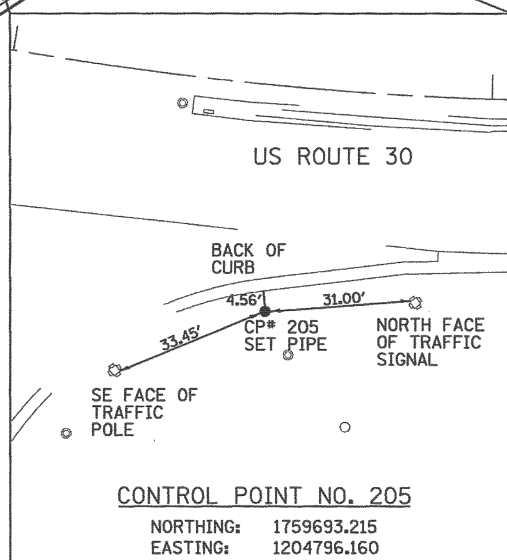 US ROUTE 30
BACK OF
CURB
4.56'
31.00'
33.45'
CP# 205
SET PIPE
NORTH FACE
OF TRAFFIC
SIGNAL
SE FACE OF
TRAFFIC
POLE
CONTROL POINT NO. 205
NORTHING: 1759693.215
EASTING: 1204796.160